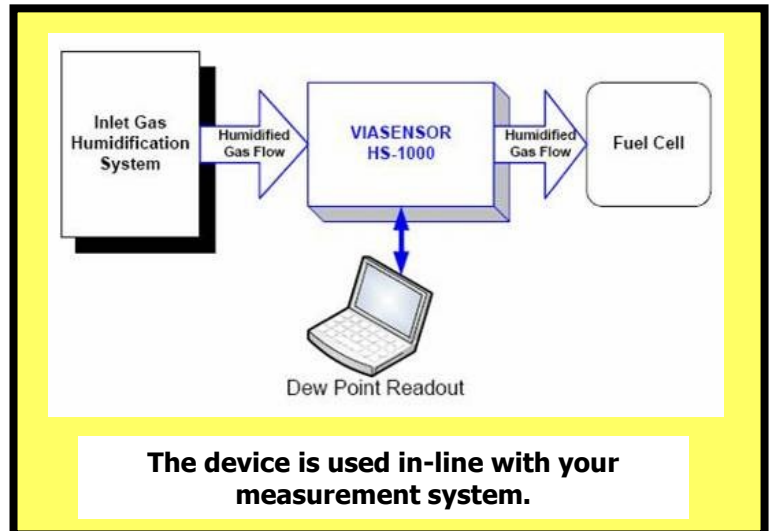 Inlet Gas
Humidification
System
Humidified
Gas Flow
VIASENSOR
HS-1000
Humidified
Gas Flow
Fuel Cell
Dew Point Readout
The device is used in-line with your
measurement system.